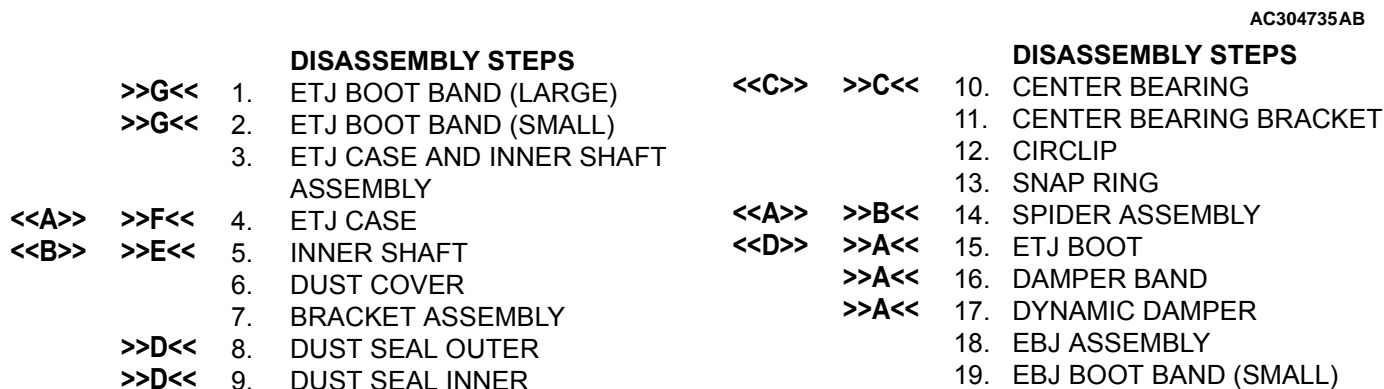 AC304735AB
DISASSEMBLY STEPS
>>G<< 1. ETJ BOOT BAND (LARGE)
>>G<< 2. ETJ BOOT BAND (SMALL)
3. ETJ CASE AND INNER SHAFT
ASSEMBLY
<<A>> >>F<< 4. ETJ CASE
<<B>> >>E<< 5. INNER SHAFT
6. DUST COVER
7. BRACKET ASSEMBLY
>>D<< 8. DUST SEAL OUTER
>>D<< 9. DUST SEAL INNER
DISASSEMBLY STEPS
<<C>> >>C<< 10. CENTER BEARING
11. CENTER BEARING BRACKET
12. CIRCLIP
13. SNAP RING
<<A>> >>B<< 14. SPIDER ASSEMBLY
<<D>> >>A<< 15. ETJ BOOT
>>A<< 16. DAMPER BAND
>>A<< 17. DYNAMIC DAMPER
18. EBJ ASSEMBLY
19. EBJ BOOT BAND (SMALL)